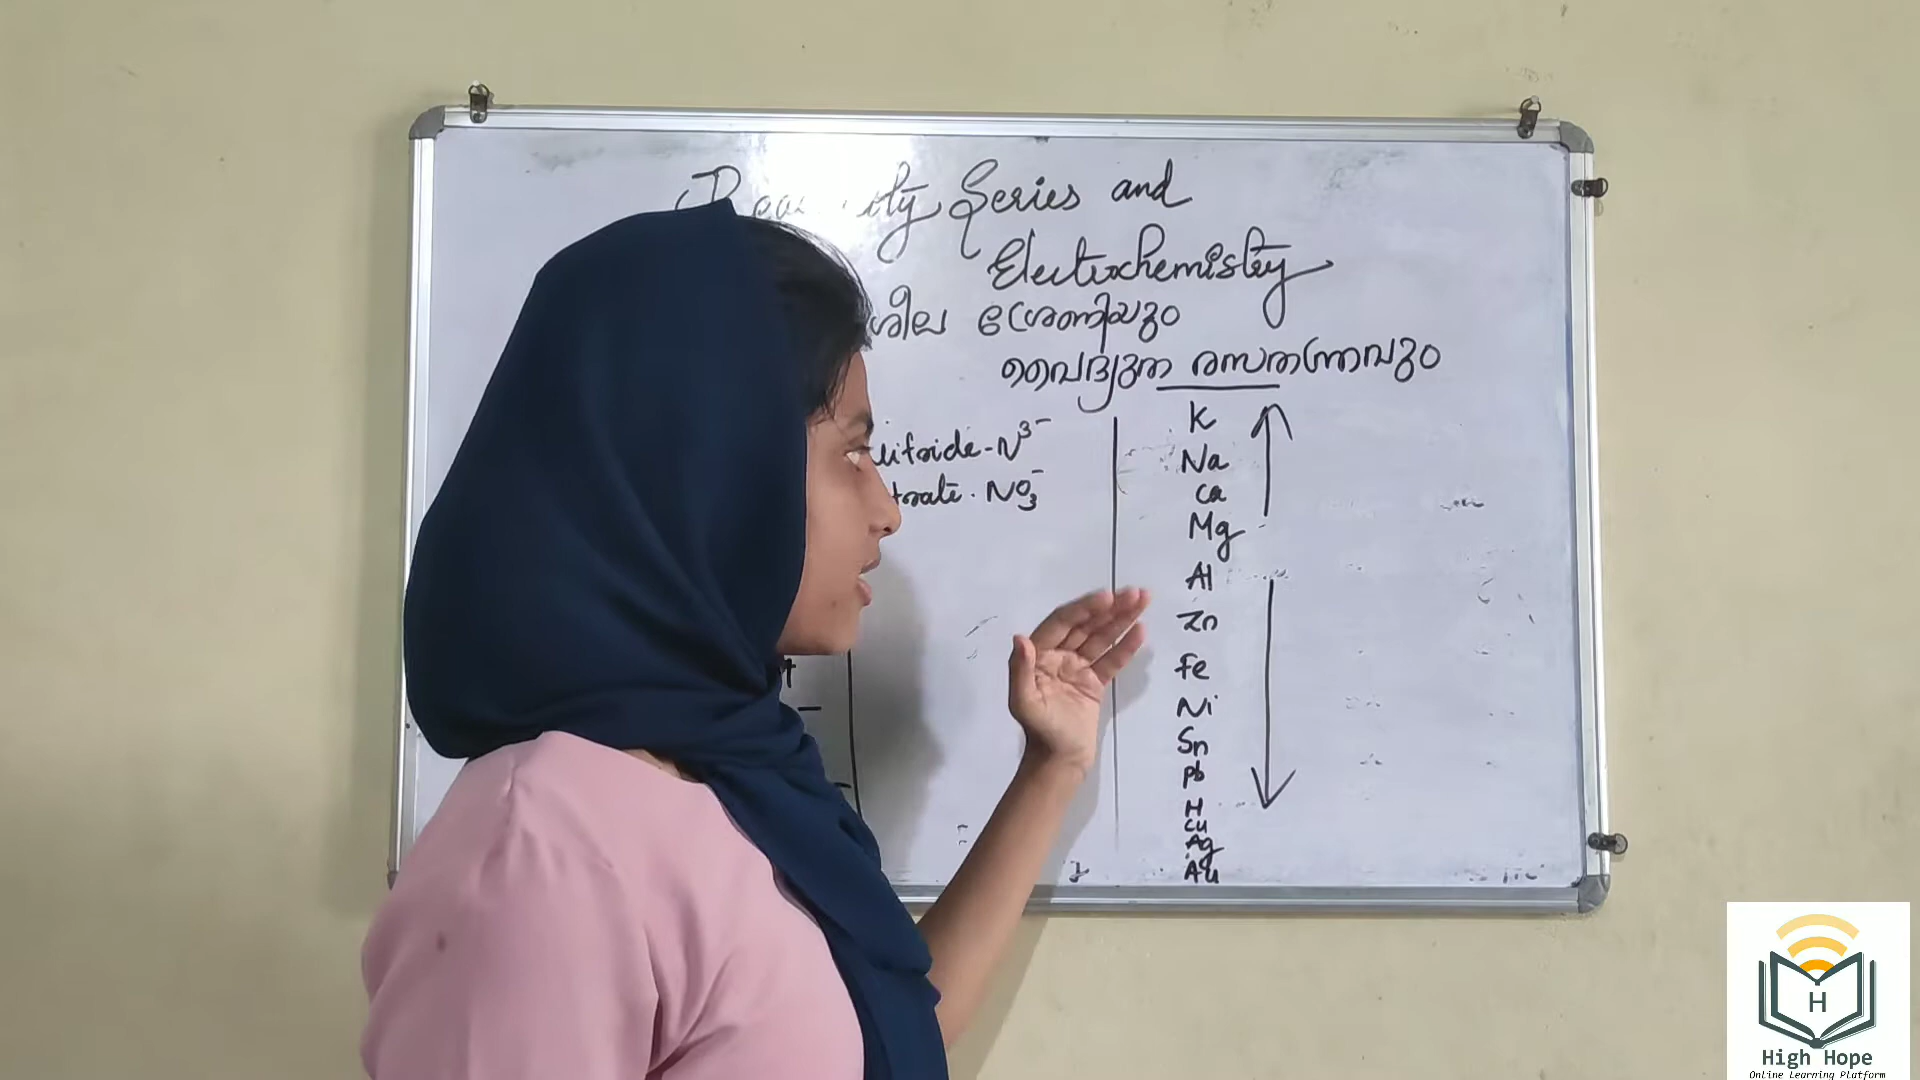 Series and
Electrochemistry
ശ്രേണിയും
വൈദ്യുത രസതന്ത്രവും
K
N³⁻
Na
NO₃⁻
Ca
Mg
Al
Zn
Fe
Ni
Sn
Pb
H
Cu
Ag
Au
H
High Hope
Online Learning Platform